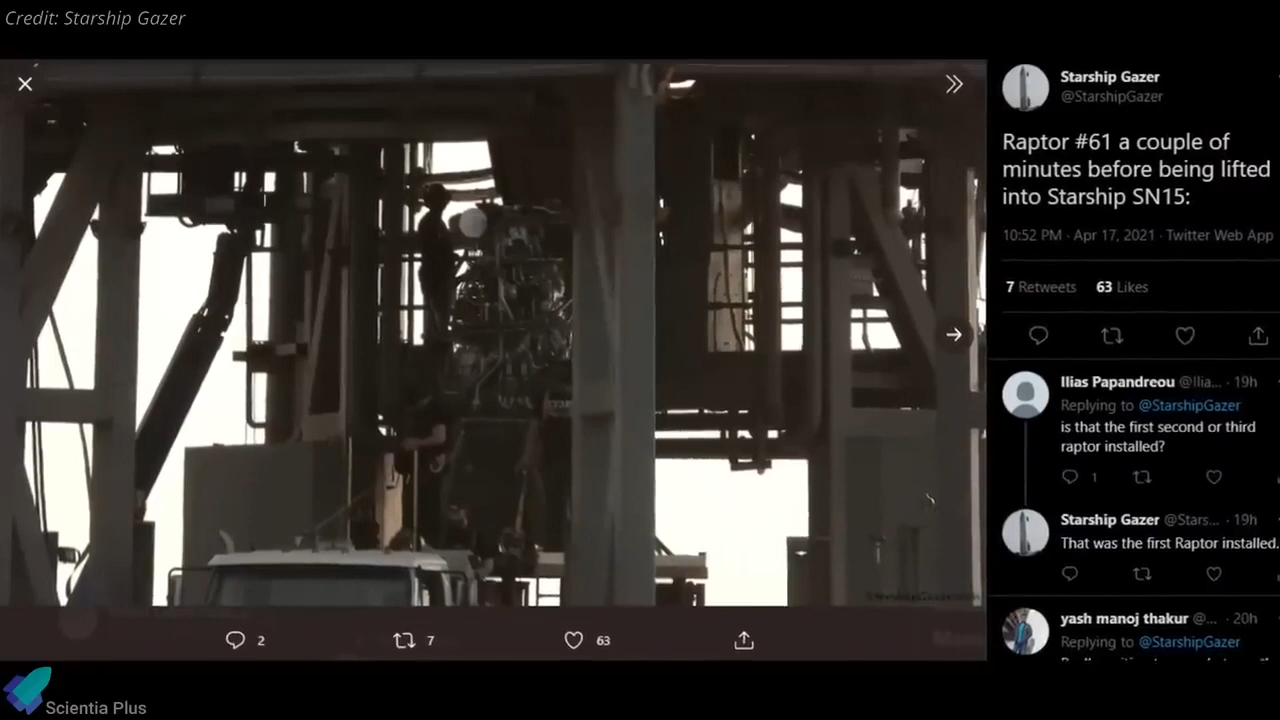 Credit: Starship Gazer
Starship Gazer
@StarshipGazer
Raptor #61 a couple of
minutes before being lifted
into Starship SN15:
10:52 PM · Apr 17, 2021 · Twitter Web App
7 Retweets 63 Likes
Ilias Papandreou @Ilia... · 19h
Replying to @StarshipGazer
is that the first second or third
raptor installed?
1
Starship Gazer @Stars... · 19h
That was the first Raptor installed.
yash manoj thakur @... · 20h
Replying to @StarshipGazer
2
7
63
Scientia Plus